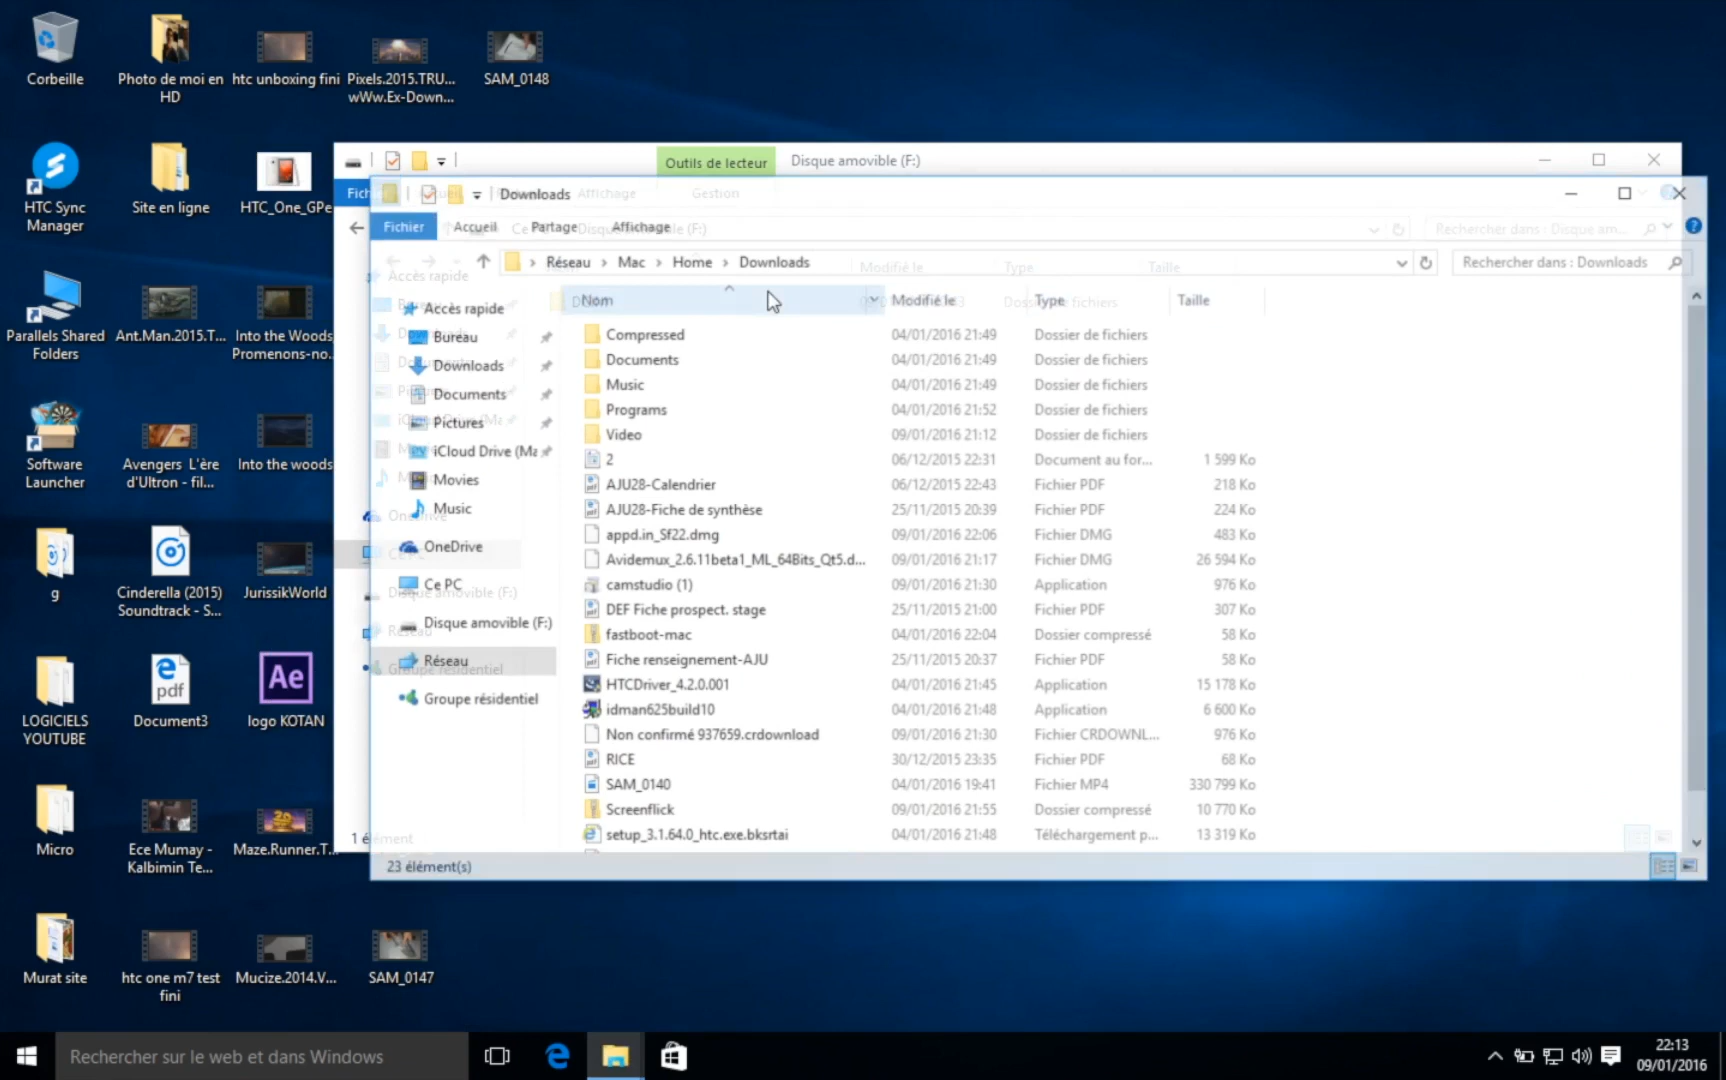 Corbeille
Photo de moi en
HD
htc unboxing fini
Pixels.2015.TRU...
wWw.Ex-Down...
SAM_0148
HTC Sync
Manager
Site en ligne
HTC_One_GPe
Parallels Shared
Folders
Ant.Man.2015.T...
Into the Woods
Promenons-no...
Software
Launcher
Avengers L'ère
d'Ultron - fil...
Into the woods
g
Cinderella (2015)
Soundtrack - S...
JurissikWorld
LOGICIELS
YOUTUBE
Document3
logo KOTAN
Micro
Ece Mumay -
Kalbimin Te...
Maze.Runner.T...
Murat site
htc one m7 test
fini
Mucize.2014.V...
SAM_0147
Outils de lecteur
Disque amovible (F:)
Fich
Affichage
Gestion
Disque amovible (F:)
Rechercher dans : Disque am...
Modifié le
Type
Taille
Dossier de fichiers
Accès rapide
OneDrive
Disque amovible (F:)
Réseau
Groupe résidentiel
1 élément
Downloads
Fichier
Accueil
Partage
Affichage
Réseau > Mac > Home > Downloads
Rechercher dans : Downloads
Accès rapide
Bureau
Downloads
Documents
Pictures
iCloud Drive (Ma
Movies
Music
OneDrive
Ce PC
Disque amovible (F:)
Réseau
Groupe résidentiel
Nom Modifié le Type Taille
Compressed 04/01/2016 21:49 Dossier de fichiers
Documents 04/01/2016 21:49 Dossier de fichiers
Music 04/01/2016 21:49 Dossier de fichiers
Programs 04/01/2016 21:52 Dossier de fichiers
Video 09/01/2016 21:12 Dossier de fichiers
2 06/12/2015 22:31 Document au for... 1 599 Ko
AJU28-Calendrier 06/12/2015 22:43 Fichier PDF 218 Ko
AJU28-Fiche de synthèse 25/11/2015 20:39 Fichier PDF 224 Ko
appd.in_Sf22.dmg 09/01/2016 22:06 Fichier DMG 483 Ko
Avidemux_2.6.11beta1_ML_64Bits_Qt5.d... 09/01/2016 21:17 Fichier DMG 26 594 Ko
camstudio (1) 09/01/2016 21:30 Application 976 Ko
DEF Fiche prospect. stage 25/11/2015 21:00 Fichier PDF 307 Ko
fastboot-mac 04/01/2016 22:04 Dossier compressé 58 Ko
Fiche renseignement-AJU 25/11/2015 20:37 Fichier PDF 58 Ko
HTCDriver_4.2.0.001 04/01/2016 21:45 Application 15 178 Ko
idman625build10 04/01/2016 21:48 Application 6 600 Ko
Non confirmé 937659.crdownload 09/01/2016 21:30 Fichier CRDOWNL... 976 Ko
RICE 30/12/2015 23:35 Fichier PDF 68 Ko
SAM_0140 04/01/2016 19:41 Fichier MP4 330 799 Ko
Screenflick 09/01/2016 21:55 Dossier compressé 10 770 Ko
setup_3.1.64.0_htc.exe.bksrtai 04/01/2016 21:48 Téléchargement p... 13 319 Ko
23 élément(s)
Rechercher sur le web et dans Windows
22:13
09/01/2016